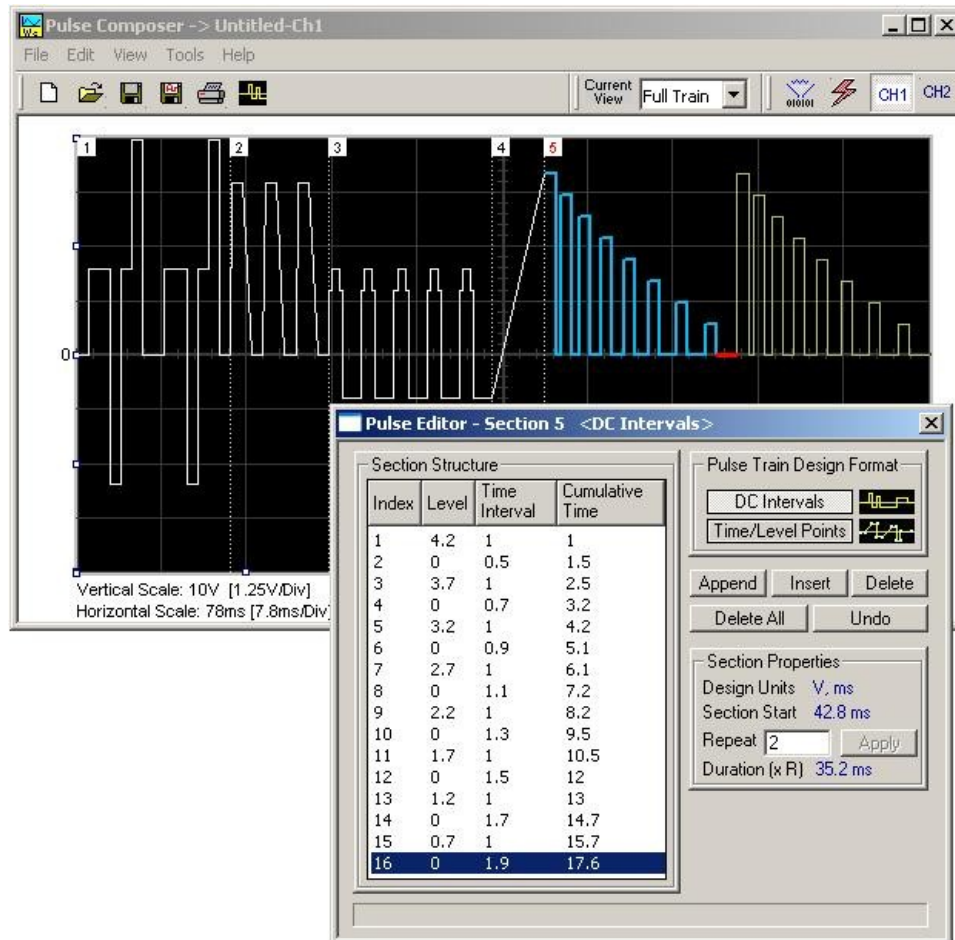 Pulse Composer -> Untitled-Ch1
File Edit View Tools Help
Current View Full Train 010101 CH1 CH2
1 2 3 4 5
0
Vertical Scale: 10V [1.25V/Div]
Horizontal Scale: 78ms [7.8ms/Div]
Pulse Editor - Section 5 <DC Intervals>
Section Structure
Index Level Time Interval Cumulative Time
1 4.2 1 1
2 0 0.5 1.5
3 3.7 1 2.5
4 0 0.7 3.2
5 3.2 1 4.2
6 0 0.9 5.1
7 2.7 1 6.1
8 0 1.1 7.2
9 2.2 1 8.2
10 0 1.3 9.5
11 1.7 1 10.5
12 0 1.5 12
13 1.2 1 13
14 0 1.7 14.7
15 0.7 1 15.7
16 0 1.9 17.6
Pulse Train Design Format
DC Intervals
Time/Level Points
Append Insert Delete
Delete All Undo
Section Properties
Design Units V, ms
Section Start 42.8 ms
Repeat 2 Apply
Duration (x R) 35.2 ms